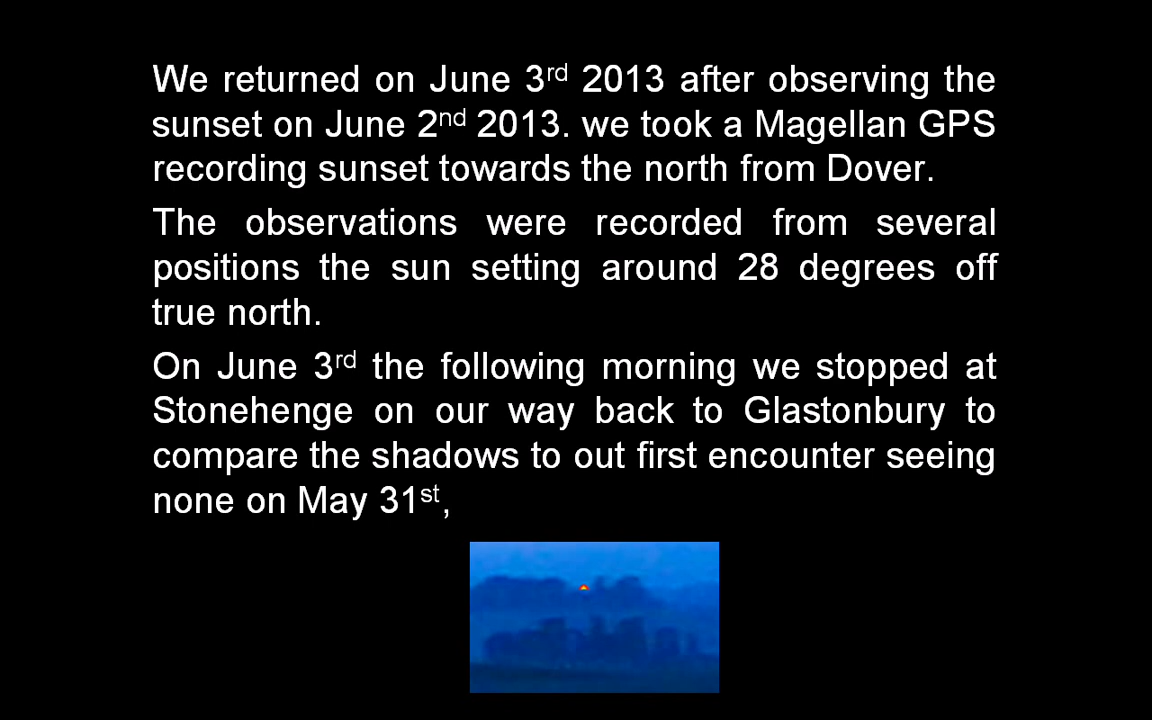 We returned on June 3rd 2013 after observing the
sunset on June 2nd 2013. we took a Magellan GPS
recording sunset towards the north from Dover.
The observations were recorded from several
positions the sun setting around 28 degrees off
true north.
On June 3rd the following morning we stopped at
Stonehenge on our way back to Glastonbury to
compare the shadows to out first encounter seeing
none on May 31st,